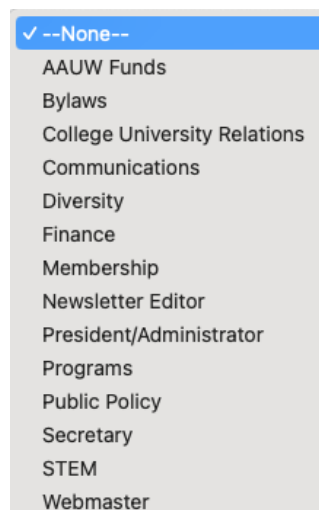 ✓ --None--
AAUW Funds
Bylaws
College University Relations
Communications
Diversity
Finance
Membership
Newsletter Editor
President/Administrator
Programs
Public Policy
Secretary
STEM
Webmaster